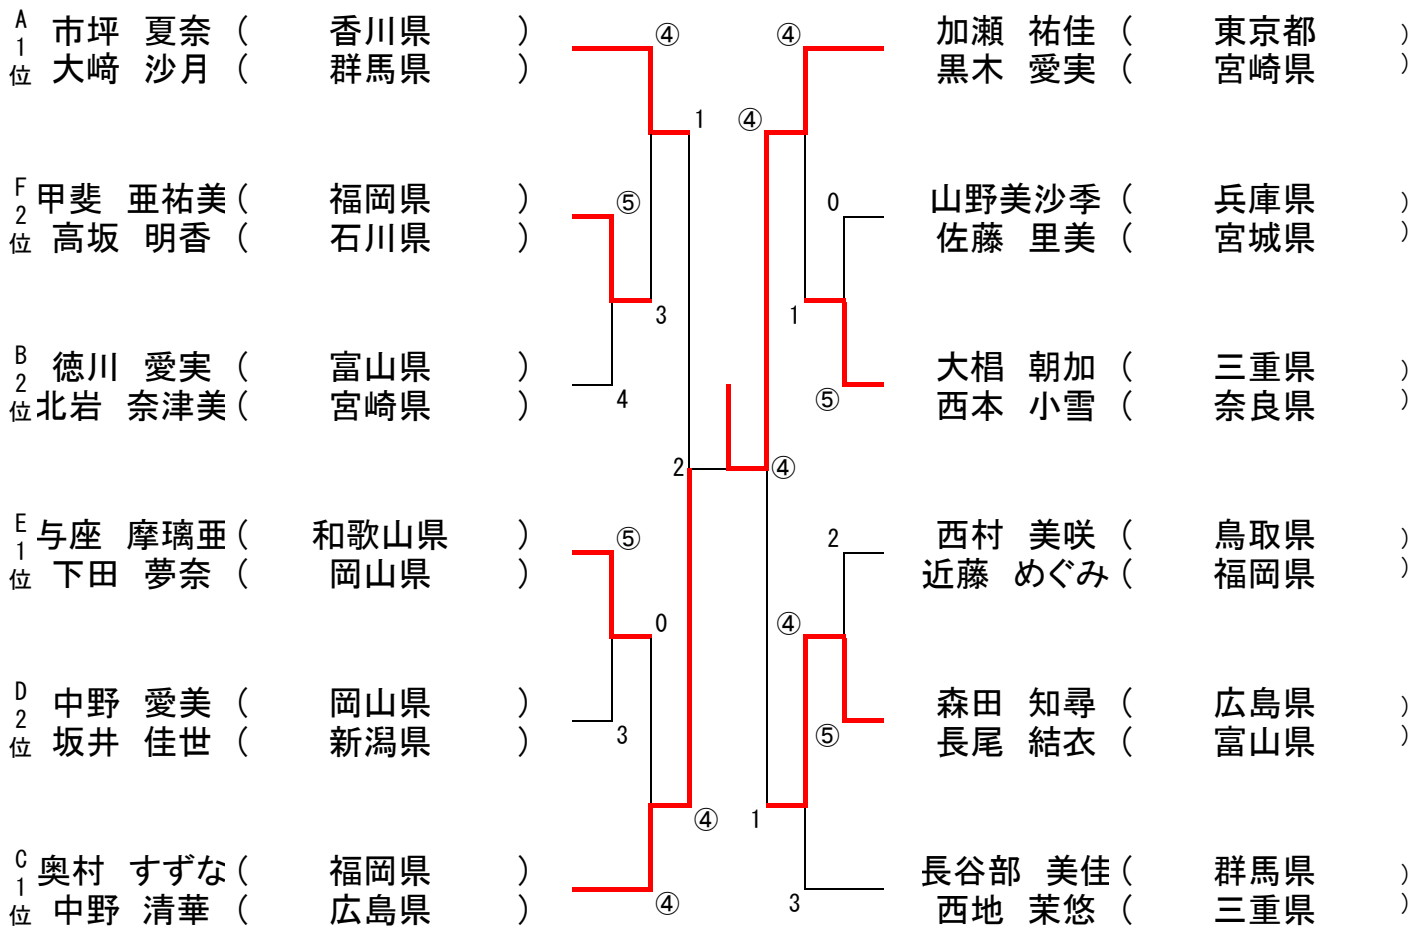 A 1 位 市坪 夏奈 ( 香川県 )
大﨑 沙月 ( 群馬県 )
④ ④
加瀬 祐佳 ( 東京都 )
黒木 愛実 ( 宮崎県 )
1 ④
F 2 位 甲斐 亜祐美 ( 福岡県 )
高坂 明香 ( 石川県 )
⑤ 0
山野美沙季 ( 兵庫県 )
佐藤 里美 ( 宮城県 )
3 1
B 2 位 徳川 愛実 ( 富山県 )
北岩 奈津美 ( 宮崎県 )
4 ⑤
大椙 朝加 ( 三重県 )
西本 小雪 ( 奈良県 )
2 ④
E 1 位 与座 摩璃亜 ( 和歌山県 )
下田 夢奈 ( 岡山県 )
⑤ 2
西村 美咲 ( 鳥取県 )
近藤 めぐみ ( 福岡県 )
0 ④
D 2 位 中野 愛美 ( 岡山県 )
坂井 佳世 ( 新潟県 )
3 ⑤
森田 知尋 ( 広島県 )
長尾 結衣 ( 富山県 )
④ 1
C 1 位 奥村 すずな ( 福岡県 )
中野 清華 ( 広島県 )
④ 3
長谷部 美佳 ( 群馬県 )
西地 茉悠 ( 三重県 )